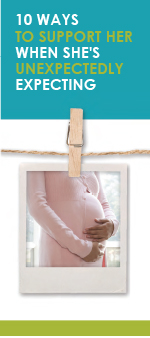 10 WAYS
TO SUPPORT HER
WHEN SHE'S
UNEXPECTEDLY
EXPECTING